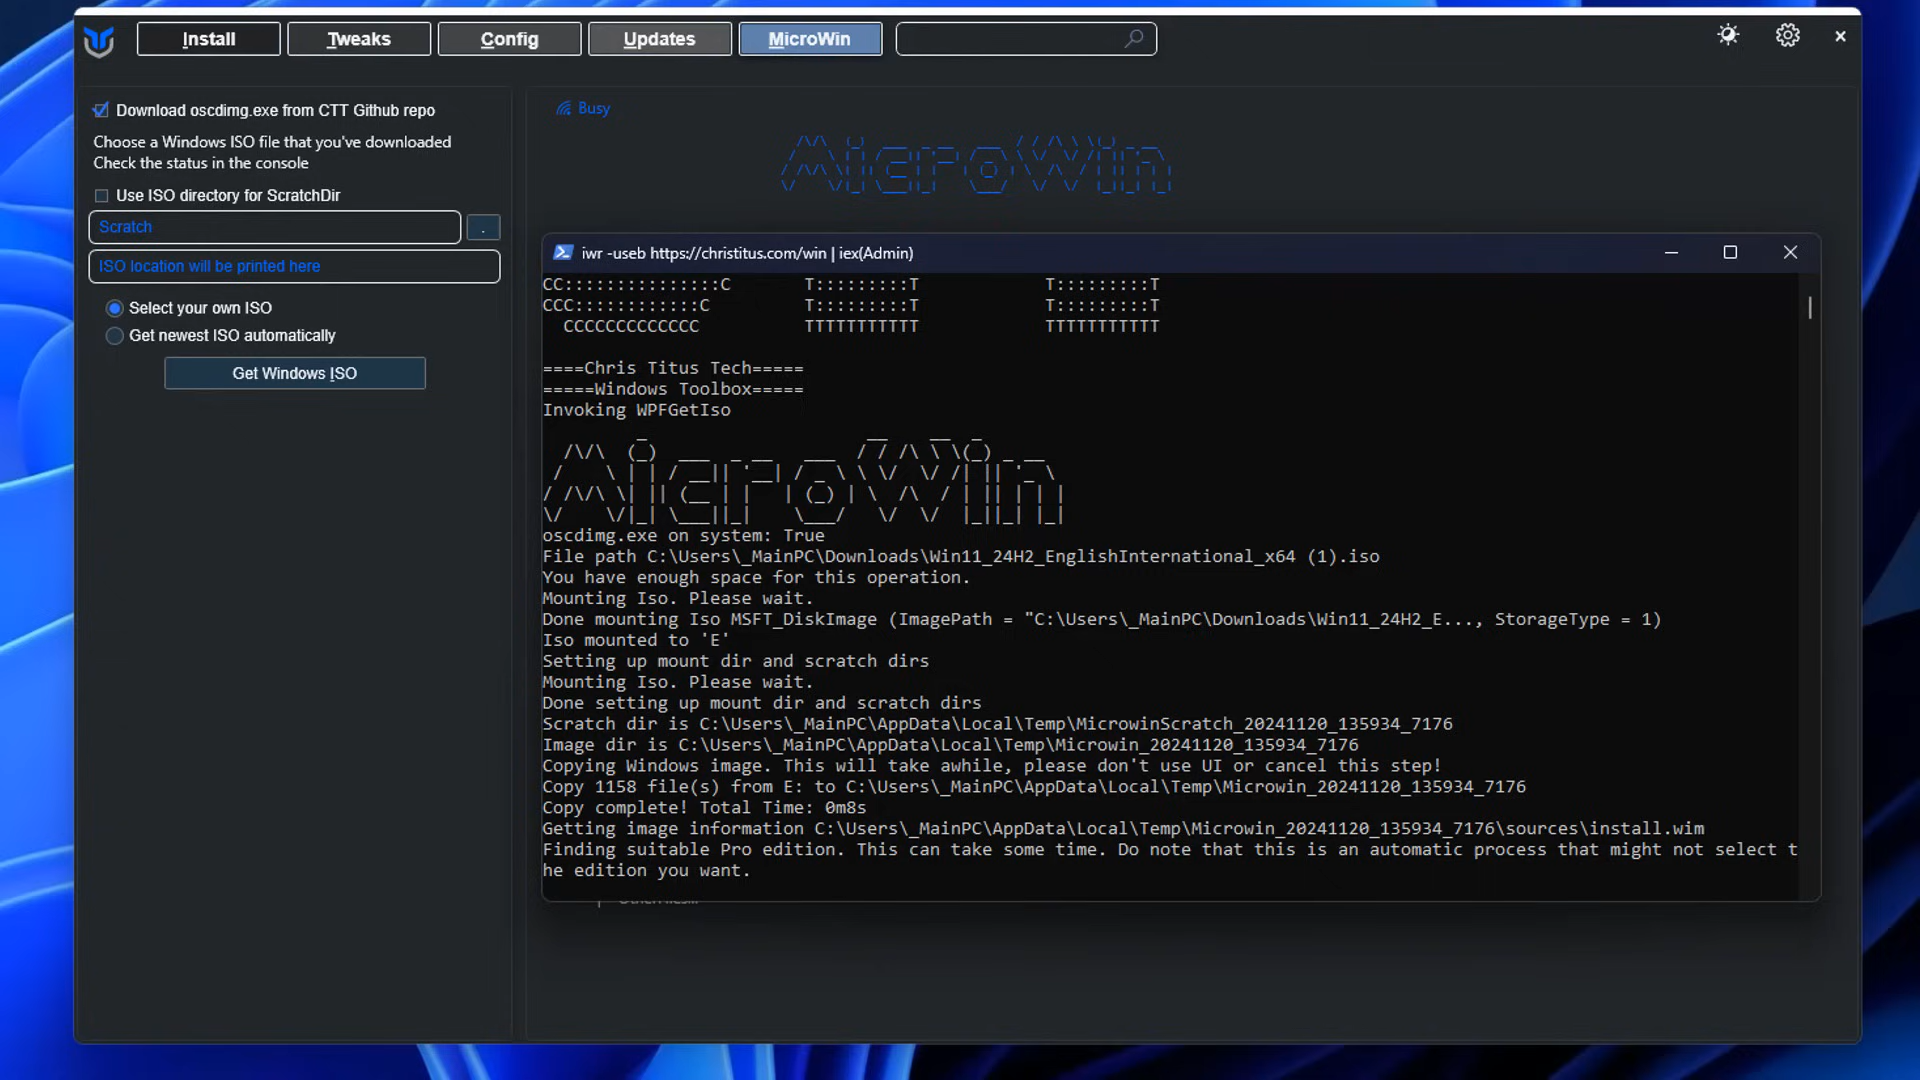 Install Tweaks Config Updates MicroWin
Download oscdimg.exe from CTT Github repo
Choose a Windows ISO file that you've downloaded
Check the status in the console
Use ISO directory for ScratchDir
Scratch .
ISO location will be printed here
Select your own ISO
Get newest ISO automatically
Get Windows ISO
Busy
MicroWin
iwr -useb https://christitus.com/win | iex(Admin)
CC:::::::::::::::C T:::::::::T T:::::::::T
CCC::::::::::::C T:::::::::T T:::::::::T
CCCCCCCCCCCCC TTTTTTTTTTT TTTTTTTTTTT
====Chris Titus Tech=====
=====Windows Toolbox=====
Invoking WPFGetIso
MicroWin
oscdimg.exe on system: True
File path C:\Users\_MainPC\Downloads\Win11_24H2_EnglishInternational_x64 (1).iso
You have enough space for this operation.
Mounting Iso. Please wait.
Done mounting Iso MSFT_DiskImage (ImagePath = "C:\Users\_MainPC\Downloads\Win11_24H2_E..., StorageType = 1)
Iso mounted to 'E'
Setting up mount dir and scratch dirs
Mounting Iso. Please wait.
Done setting up mount dir and scratch dirs
Scratch dir is C:\Users\_MainPC\AppData\Local\Temp\MicrowinScratch_20241120_135934_7176
Image dir is C:\Users\_MainPC\AppData\Local\Temp\Microwin_20241120_135934_7176
Copying Windows image. This will take awhile, please don't use UI or cancel this step!
Copy 1158 file(s) from E: to C:\Users\_MainPC\AppData\Local\Temp\Microwin_20241120_135934_7176
Copy complete! Total Time: 0m8s
Getting image information C:\Users\_MainPC\AppData\Local\Temp\Microwin_20241120_135934_7176\sources\install.wim
Finding suitable Pro edition. This can take some time. Do note that this is an automatic process that might not select t
he edition you want.